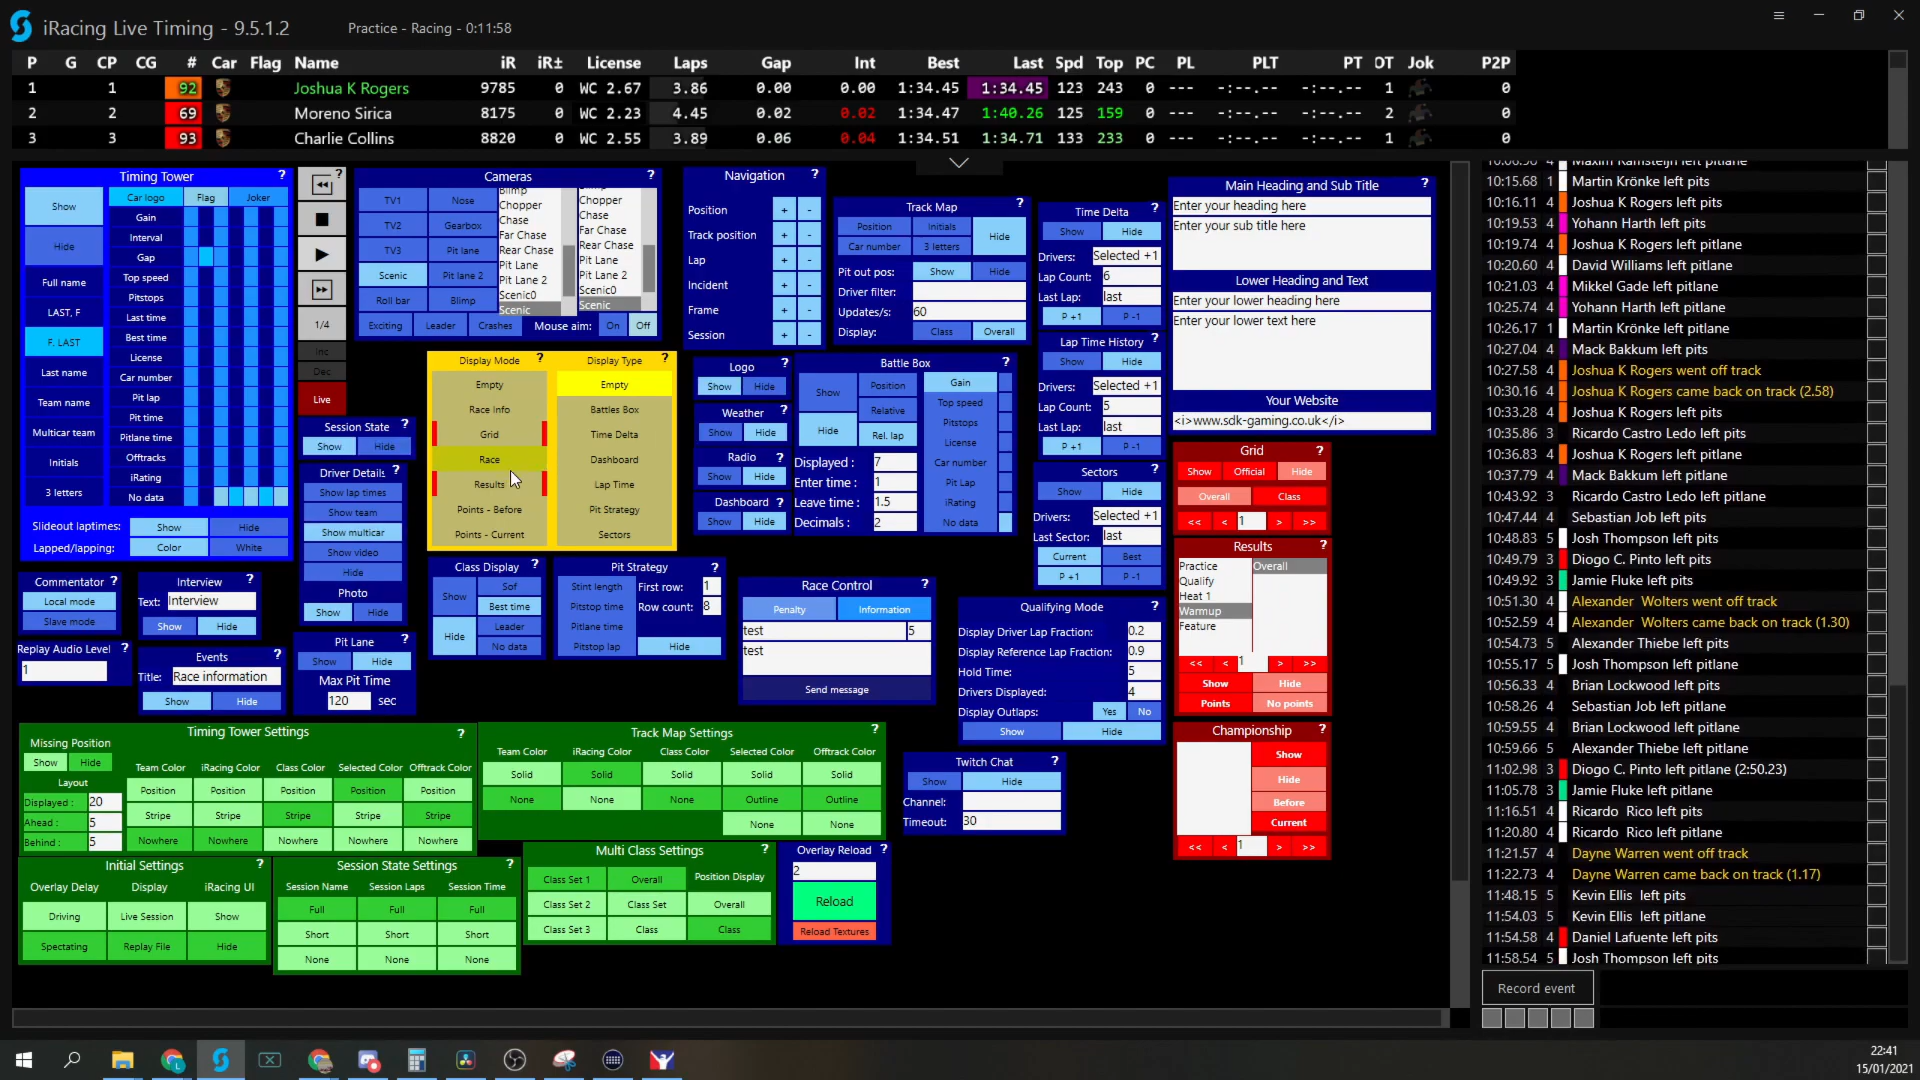 iRacing Live Timing - 9.5.1.2
Practice - Racing - 0:11:58
P G CP CG # Car Flag Name iR iR± License Laps Gap Int Best Last Spd Top PC PL PLT PT OT Jok P2P
1 1 92 Joshua K Rogers 9785 0 WC 2.67 3.86 0.00 0.00 1:34.45 1:34.45 123 243 0 --- -:--.-- -:--.-- 1 0
2 2 69 Moreno Sirica 8175 0 WC 2.23 4.45 0.02 0.02 1:34.47 1:40.26 125 159 0 --- -:--.-- -:--.-- 2 0
3 3 93 Charlie Collins 8820 0 WC 2.55 3.89 0.06 0.04 1:34.51 1:34.71 133 233 0 --- -:--.-- -:--.-- 1 0
Timing Tower ?
Show
Hide
Full name
LAST, F
F. LAST
Last name
Team name
Multicar team
Initials
3 letters
Car logo Flag Joker
Gain
Interval
Gap
Top speed
Pitstops
Last time
Best time
License
Car number
Pit lap
Pit time
Pitlane time
Offtracks
iRating
No data
Slideout laptimes: Show Hide
Lapped/lapping: Color White
?
1/4
Inc
Dec
Live
Cameras ?
TV1 Nose
TV2 Gearbox
TV3 Pit lane
Scenic Pit lane 2
Roll bar Blimp
Blimp
Chopper
Chase
Far Chase
Rear Chase
Pit Lane
Pit Lane 2
Scenic0
Scenic
Chopper
Chase
Far Chase
Rear Chase
Pit Lane
Pit Lane 2
Scenic0
Scenic
Exciting Leader Crashes Mouse aim: On Off
Navigation ?
Position + -
Track position + -
Lap + -
Incident + -
Frame + -
Session + -
Track Map ?
Position Initials
Car number 3 letters
Hide
Pit out pos: Show Hide
Driver filter:
Updates/s: 60
Display: Class Overall
Time Delta ?
Show Hide
Drivers: Selected +1
Lap Count: 6
Last Lap: last
P +1 P -1
Lap Time History ?
Show Hide
Drivers: Selected +1
Lap Count: 5
Last Lap: last
P +1 P -1
Sectors ?
Show Hide
Drivers: Selected +1
Last Sector: last
Current Best
P +1 P -1
Main Heading and Sub Title ?
Enter your heading here
Enter your sub title here
Lower Heading and Text
Enter your lower heading here
Enter your lower text here
Your Website
<i>www.sdk-gaming.co.uk</i>
Display Mode ?
Empty
Race Info
Grid
Race
Results
Points - Before
Points - Current
Display Type ?
Empty
Battles Box
Time Delta
Dashboard
Lap Time
Pit Strategy
Sectors
Logo ?
Show Hide
Weather ?
Show Hide
Radio ?
Show Hide
Dashboard ?
Show Hide
Battle Box ?
Show
Hide
Position
Relative
Rel. lap
Gain
Top speed
Pitstops
License
Car number
Pit Lap
iRating
No data
Displayed : 7
Enter time : 1
Leave time : 1.5
Decimals : 2
Session State ?
Show Hide
Driver Details ?
Show lap times
Show team
Show multicar
Show video
Hide
Photo
Show Hide
Pit Lane ?
Show Hide
Max Pit Time
120 sec
Commentator ?
Local mode
Slave mode
Replay Audio Level ?
1
Interview ?
Text: Interview
Show Hide
Events ?
Title: Race information
Show Hide
Class Display ?
Show
Hide
Sof
Best time
Leader
No data
Pit Strategy ?
Stint length
Pitstop time
Pitlane time
Pitstop lap
First row: 1
Row count: 8
Hide
Race Control ?
Penalty Information
test 5
test
Send message
Qualifying Mode ?
Display Driver Lap Fraction: 0.2
Display Reference Lap Fraction: 0.9
Hold Time: 5
Drivers Displayed: 4
Display Outlaps: Yes No
Show Hide
Grid ?
Show Official Hide
Overall Class
<< < 1 > >>
Results ?
Practice
Qualify
Heat 1
Warmup
Feature
Overall
<< < 1 > >>
Show Hide
Points No points
Championship ?
Show
Hide
Before
Current
<< < 1 > >>
Timing Tower Settings ?
Missing Position
Show Hide
Layout
Displayed : 20
Ahead : 5
Behind : 5
Team Color iRacing Color Class Color Selected Color Offtrack Color
Position Position Position Position Position
Stripe Stripe Stripe Stripe Stripe
Nowhere Nowhere Nowhere Nowhere Nowhere
Track Map Settings ?
Team Color iRacing Color Class Color Selected Color Offtrack Color
Solid Solid Solid Solid Solid
None None None Outline Outline
None None
Twitch Chat ?
Show Hide
Channel:
Timeout: 30
Initial Settings ?
Overlay Delay Display iRacing UI
Driving Live Session Show
Spectating Replay File Hide
Session State Settings ?
Session Name Session Laps Session Time
Full Full Full
Short Short Short
None None None
Multi Class Settings ?
Class Set 1 Overall Position Display
Class Set 2 Class Set Overall
Class Set 3 Class Class
Overlay Reload ?
2
Reload
Reload Textures
10:15.68 1 Martin Krönke left pits
10:16.11 4 Joshua K Rogers left pits
10:19.53 4 Yohann Harth left pits
10:19.74 4 Joshua K Rogers left pitlane
10:20.60 4 David Williams left pitlane
10:21.03 4 Mikkel Gade left pitlane
10:25.74 4 Yohann Harth left pitlane
10:26.17 1 Martin Krönke left pitlane
10:27.04 4 Mack Bakkum left pits
10:27.58 4 Joshua K Rogers went off track
10:30.16 4 Joshua K Rogers came back on track (2.58)
10:33.28 4 Joshua K Rogers left pits
10:35.86 3 Ricardo Castro Ledo left pits
10:36.83 4 Joshua K Rogers left pitlane
10:37.79 4 Mack Bakkum left pitlane
10:43.92 3 Ricardo Castro Ledo left pitlane
10:47.44 4 Sebastian Job left pits
10:48.83 5 Josh Thompson left pits
10:49.79 3 Diogo C. Pinto left pits
10:49.92 3 Jamie Fluke left pits
10:51.30 4 Alexander Wolters went off track
10:52.59 4 Alexander Wolters came back on track (1.30)
10:54.73 5 Alexander Thiebe left pits
10:55.17 5 Josh Thompson left pitlane
10:56.33 4 Brian Lockwood left pits
10:58.26 4 Sebastian Job left pitlane
10:59.55 4 Brian Lockwood left pitlane
10:59.66 5 Alexander Thiebe left pitlane
11:02.98 3 Diogo C. Pinto left pitlane (2:50.23)
11:05.78 3 Jamie Fluke left pitlane
11:16.51 4 Ricardo Rico left pits
11:20.80 4 Ricardo Rico left pitlane
11:21.57 4 Dayne Warren went off track
11:22.73 4 Dayne Warren came back on track (1.17)
11:48.15 5 Kevin Ellis left pits
11:54.03 5 Kevin Ellis left pitlane
11:54.58 4 Daniel Lafuente left pits
11:58.54 5 Josh Thompson left pits
Record event
22:41
15/01/2021